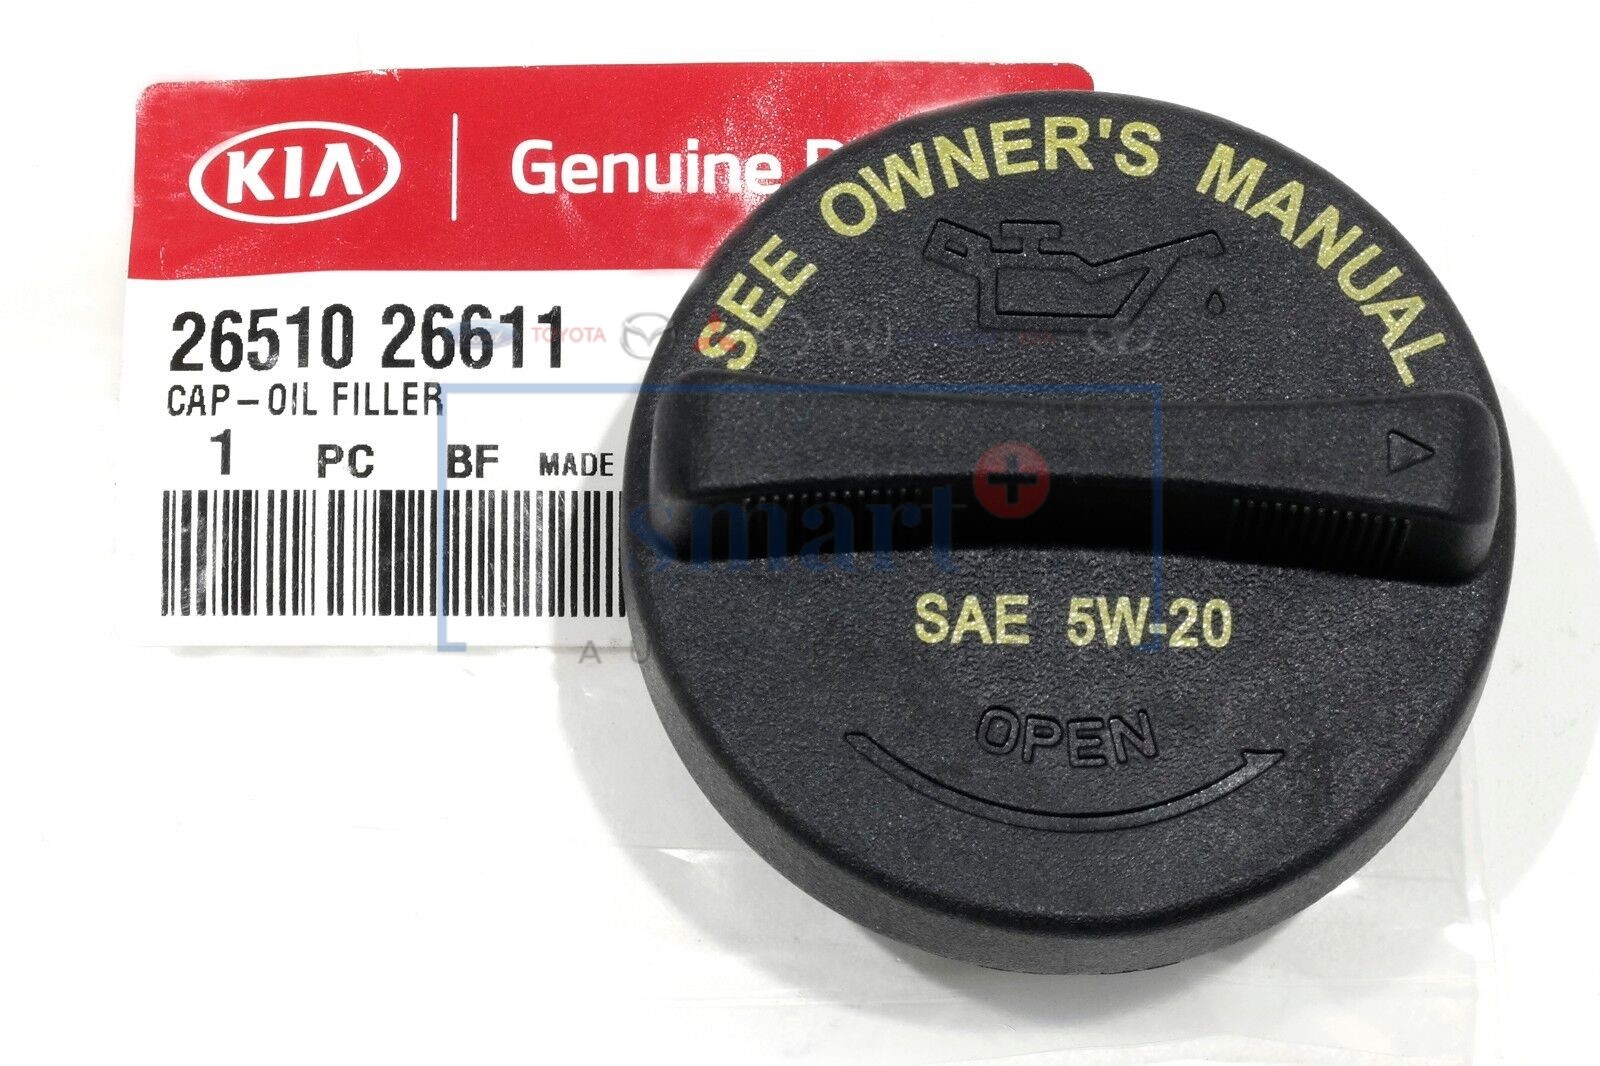 KIA Genuine
26510 26611
CAP-OIL FILLER
1 PC BF MADE
SEE OWNER'S MANUAL
SAE 5W-20
OPEN
TOYOTA
smart